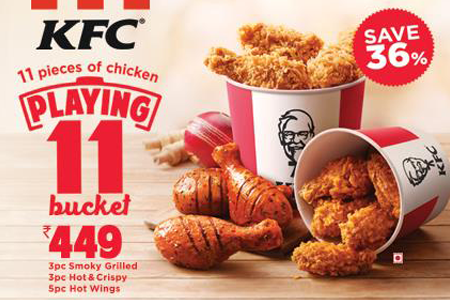 KFC
SAVE
36%
11 pieces of chicken
PLAYING
11
bucket
₹449
3pc Smoky Grilled
3pc Hot & Crispy
5pc Hot Wings
KFC